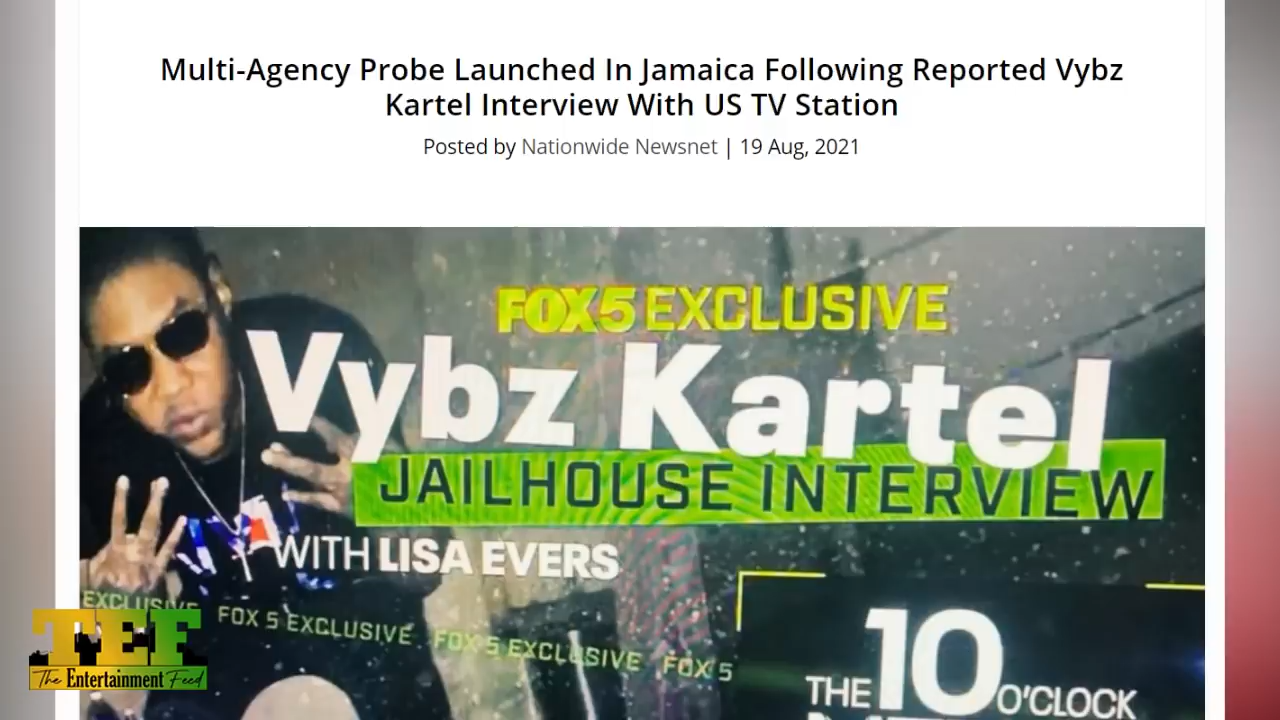 Multi-Agency Probe Launched In Jamaica Following Reported Vybz
Kartel Interview With US TV Station
Posted by Nationwide Newsnet | 19 Aug, 2021
FOX5 EXCLUSIVE
Vybz Kartel
JAILHOUSE INTERVIEW
WITH LISA EVERS
EXCLUSIVE FOX 5 EXCLUSIVE FOX 5 EXCLUSIVE FOX 5
THE 10 O'CLOCK
TEF
The Entertainment Feed